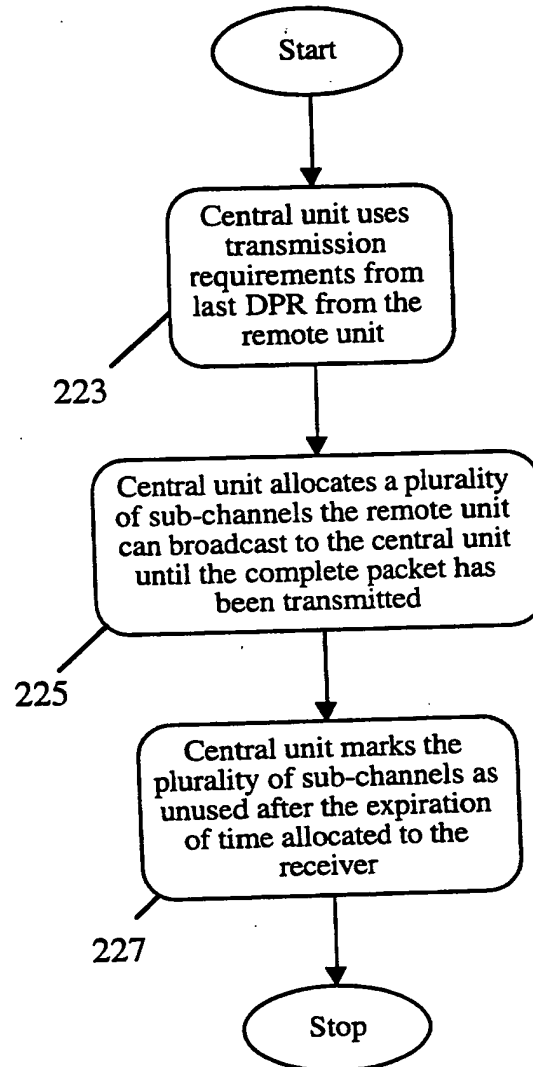 Start
Central unit uses
transmission
requirements from
last DPR from the
remote unit
223
Central unit allocates a plurality
of sub-channels the remote unit
can broadcast to the central unit
until the complete packet has
been transmitted
225
Central unit marks the
plurality of sub-channels as
unused after the expiration
of time allocated to the
receiver
227
Stop